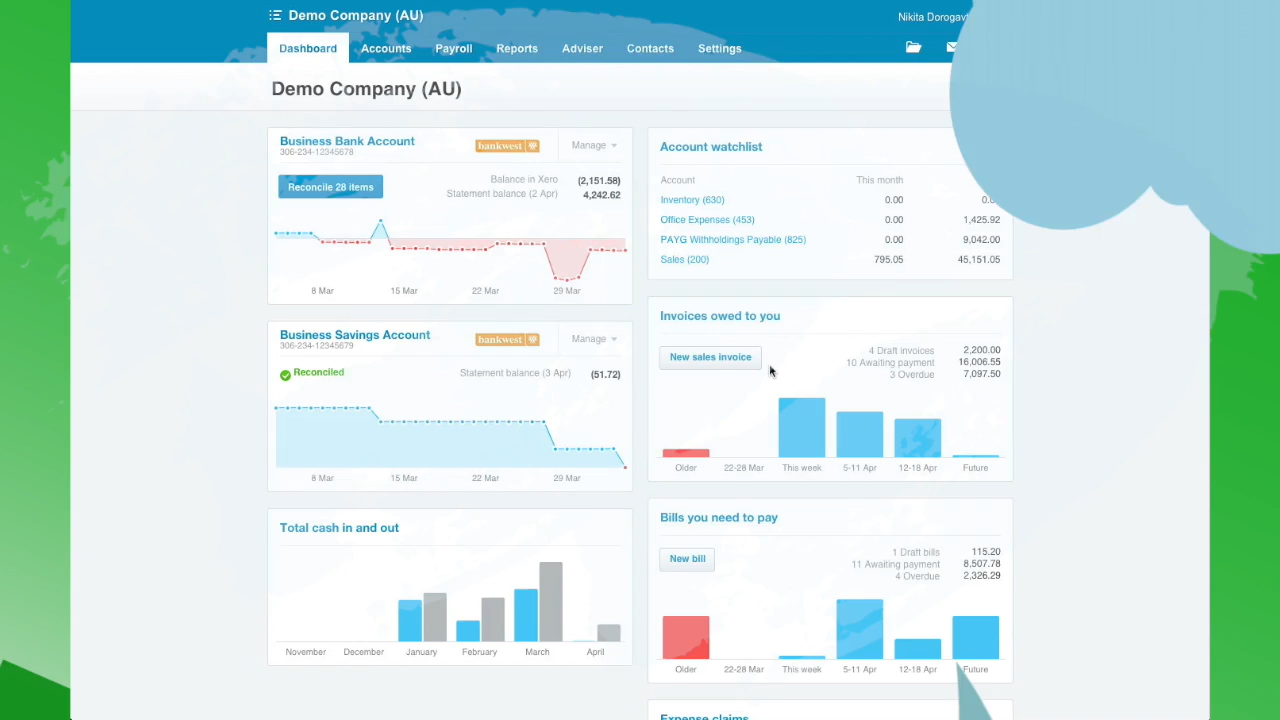 Demo Company (AU)
Nikita Dorogav
Dashboard Accounts Payroll Reports Adviser Contacts Settings
Demo Company (AU)
Business Bank Account
306-234-12345678
bankwest
Manage
Reconcile 28 items
Balance in Xero (2,151.58)
Statement balance (2 Apr) 4,242.62
8 Mar 15 Mar 22 Mar 29 Mar
Business Savings Account
306-234-12345679
bankwest
Manage
Reconciled
Statement balance (3 Apr) (51.72)
8 Mar 15 Mar 22 Mar 29 Mar
Total cash in and out
November December January February March April
Account watchlist
Account This month
Inventory (630) 0.00
Office Expenses (453) 0.00 1,425.92
PAYG Withholdings Payable (825) 0.00 9,042.00
Sales (200) 795.05 45,151.05
Invoices owed to you
New sales invoice
4 Draft invoices 2,200.00
10 Awaiting payment 16,006.55
3 Overdue 7,097.50
Older 22-28 Mar This week 5-11 Apr 12-18 Apr Future
Bills you need to pay
New bill
1 Draft bills 115.20
11 Awaiting payment 8,507.78
4 Overdue 2,326.29
Older 22-28 Mar This week 5-11 Apr 12-18 Apr Future
Expense claims